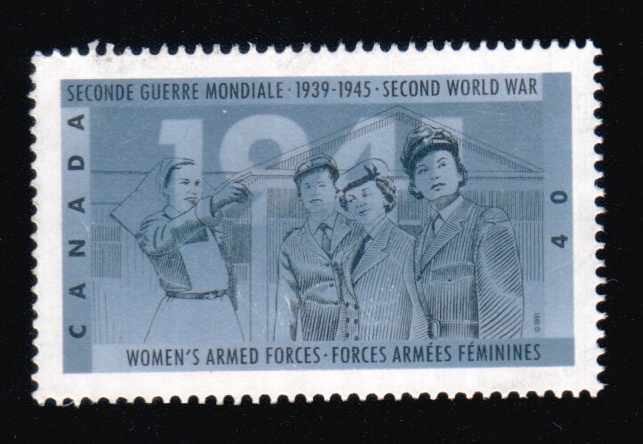 SECONDE GUERRE MONDIALE · 1939-1945 · SECOND WORLD WAR
CANADA
1941
40
© 1991
WOMEN'S ARMED FORCES · FORCES ARMÉES FÉMININES